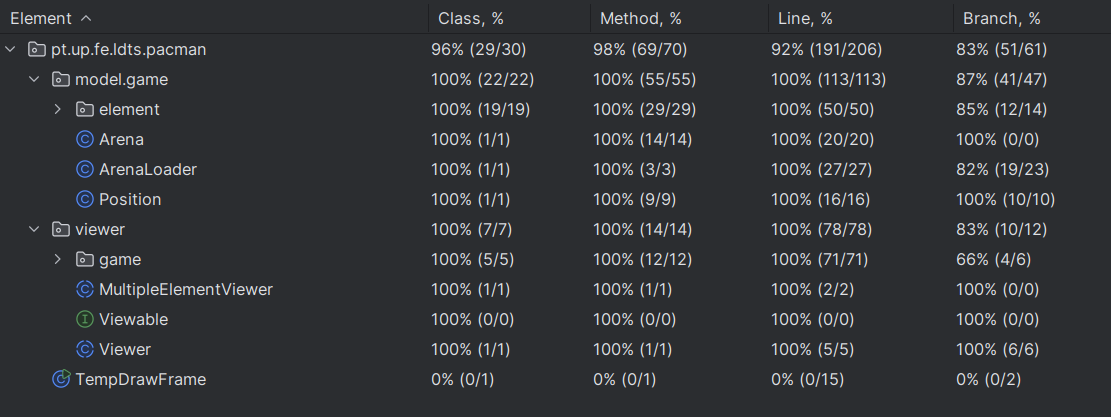 Element Class, % Method, % Line, % Branch, %
pt.up.fe.ldts.pacman 96% (29/30) 98% (69/70) 92% (191/206) 83% (51/61)
model.game 100% (22/22) 100% (55/55) 100% (113/113) 87% (41/47)
element 100% (19/19) 100% (29/29) 100% (50/50) 85% (12/14)
C Arena 100% (1/1) 100% (14/14) 100% (20/20) 100% (0/0)
C ArenaLoader 100% (1/1) 100% (3/3) 100% (27/27) 82% (19/23)
C Position 100% (1/1) 100% (9/9) 100% (16/16) 100% (10/10)
viewer 100% (7/7) 100% (14/14) 100% (78/78) 83% (10/12)
game 100% (5/5) 100% (12/12) 100% (71/71) 66% (4/6)
C MultipleElementViewer 100% (1/1) 100% (1/1) 100% (2/2) 100% (0/0)
I Viewable 100% (0/0) 100% (0/0) 100% (0/0) 100% (0/0)
C Viewer 100% (1/1) 100% (1/1) 100% (5/5) 100% (6/6)
C TempDrawFrame 0% (0/1) 0% (0/1) 0% (0/15) 0% (0/2)